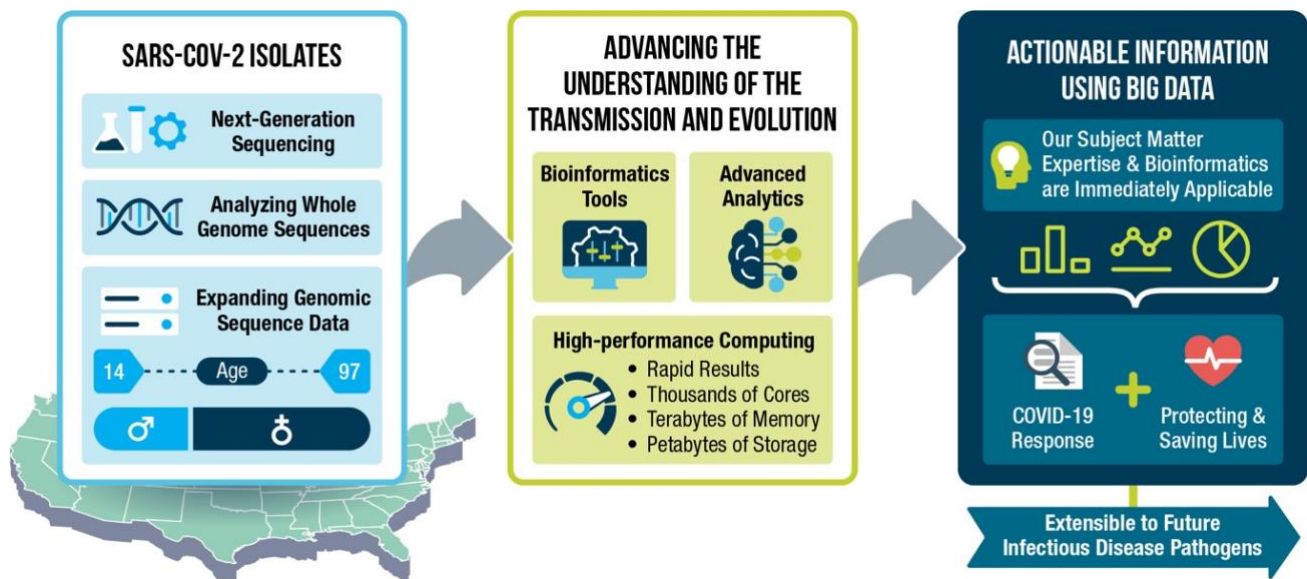 SARS-COV-2 ISOLATES
Next-Generation
Sequencing
Analyzing Whole
Genome Sequences
Expanding Genomic
Sequence Data
14
Age
97
ADVANCING THE
UNDERSTANDING OF THE
TRANSMISSION AND EVOLUTION
Bioinformatics
Tools
Advanced
Analytics
High-performance Computing
• Rapid Results
• Thousands of Cores
• Terabytes of Memory
• Petabytes of Storage
ACTIONABLE INFORMATION
USING BIG DATA
Our Subject Matter
Expertise & Bioinformatics
are Immediately Applicable
COVID-19
Response
Protecting &
Saving Lives
Extensible to Future
Infectious Disease Pathogens